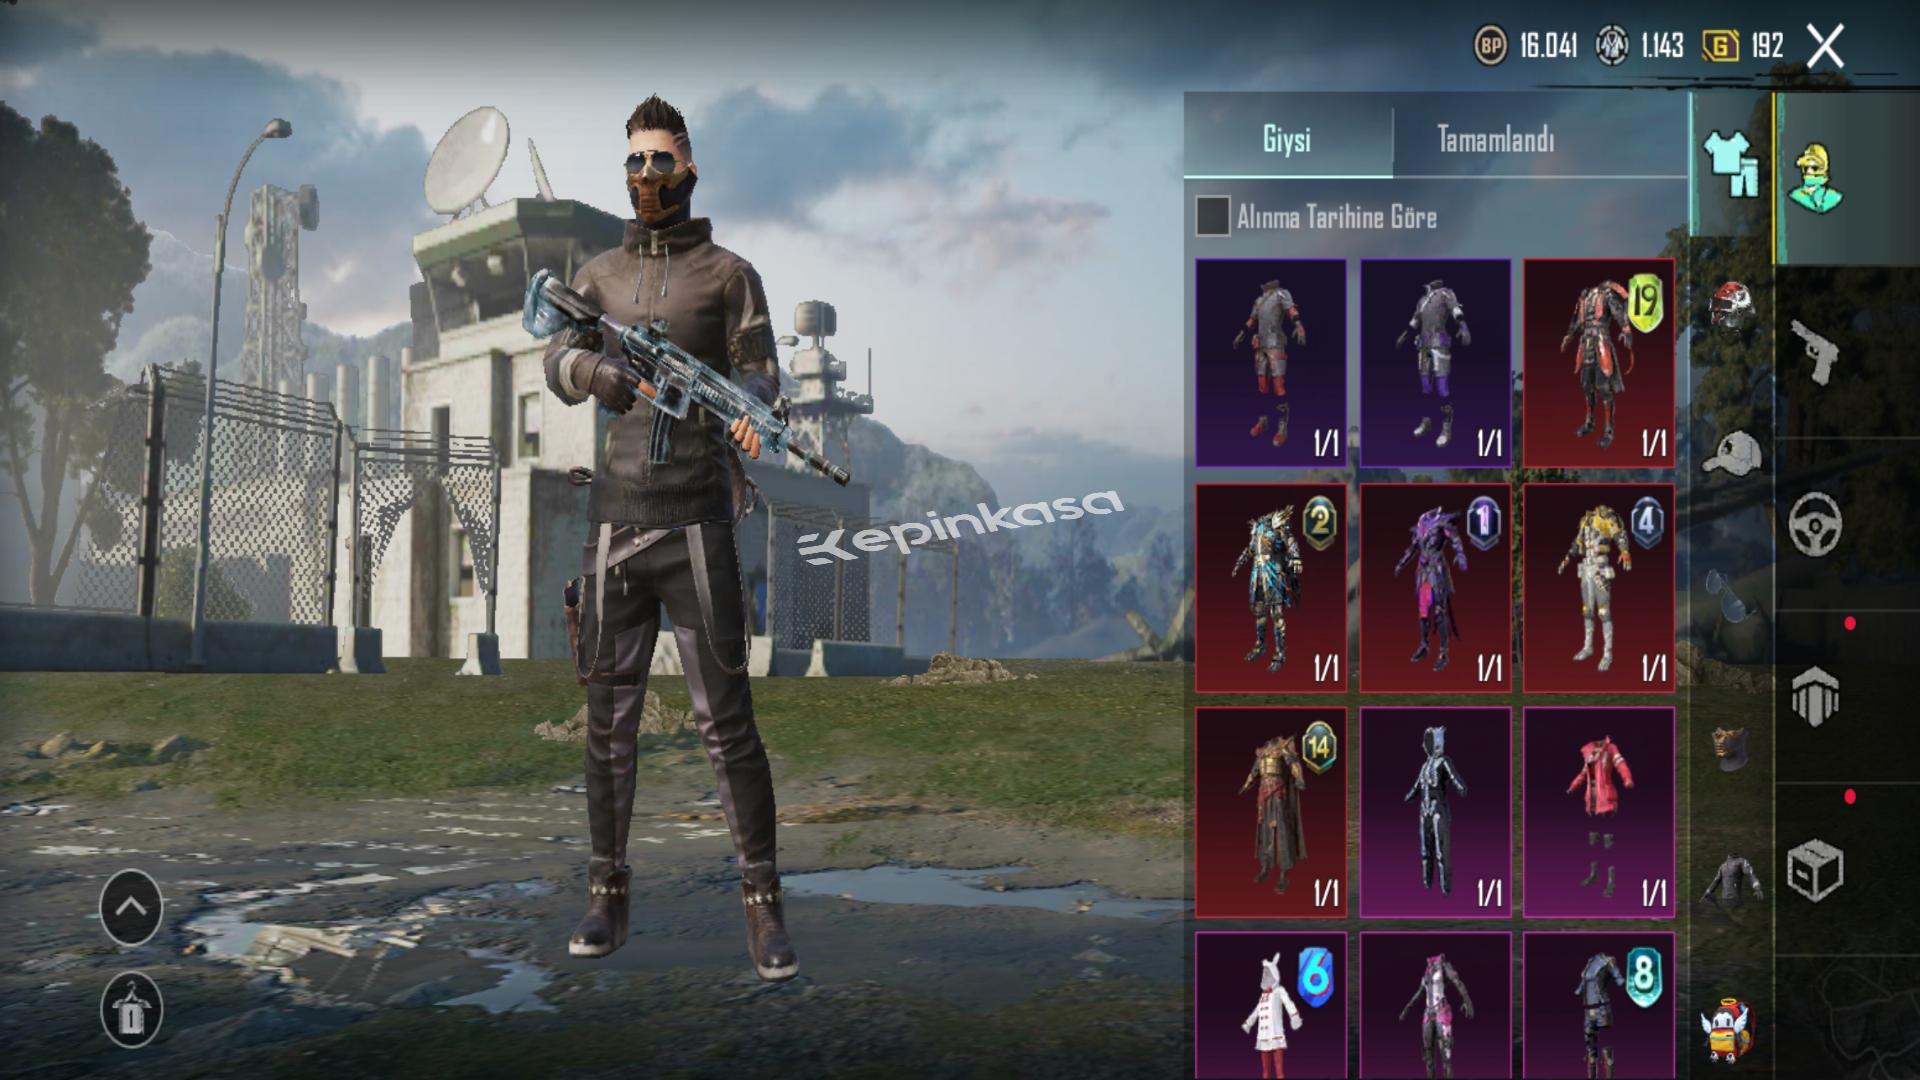 BP 16.041 1.143 G 192
Giysi Tamamlandı
Alınma Tarihine Göre
19
1/1 1/1 1/1
2 1 4
1/1 1/1 1/1
14
1/1 1/1 1/1
6 8
epinkasa